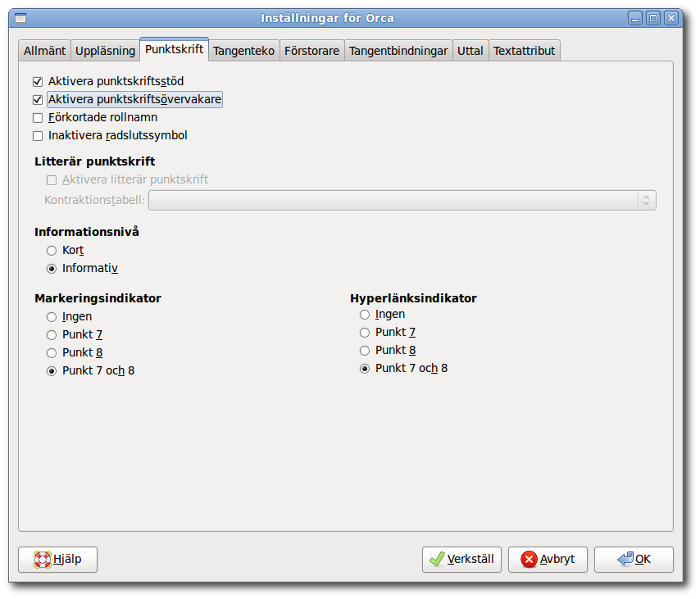 Inställningar för Orca
Allmänt Uppläsning Punktskrift Tangenteko Förstorare Tangentbindningar Uttal Textattribut
Aktivera punktskriftsstöd
Aktivera punktskriftsövervakare
Förkortade rollnamn
Inaktivera radslutssymbol
Litterär punktskrift
Aktivera litterär punktskrift
Kontraktionstabell:
Informationsnivå
Kort
Informativ
Markeringsindikator
Ingen
Punkt 7
Punkt 8
Punkt 7 och 8
Hyperlänksindikator
Ingen
Punkt 7
Punkt 8
Punkt 7 och 8
Hjälp Verkställ Avbryt OK